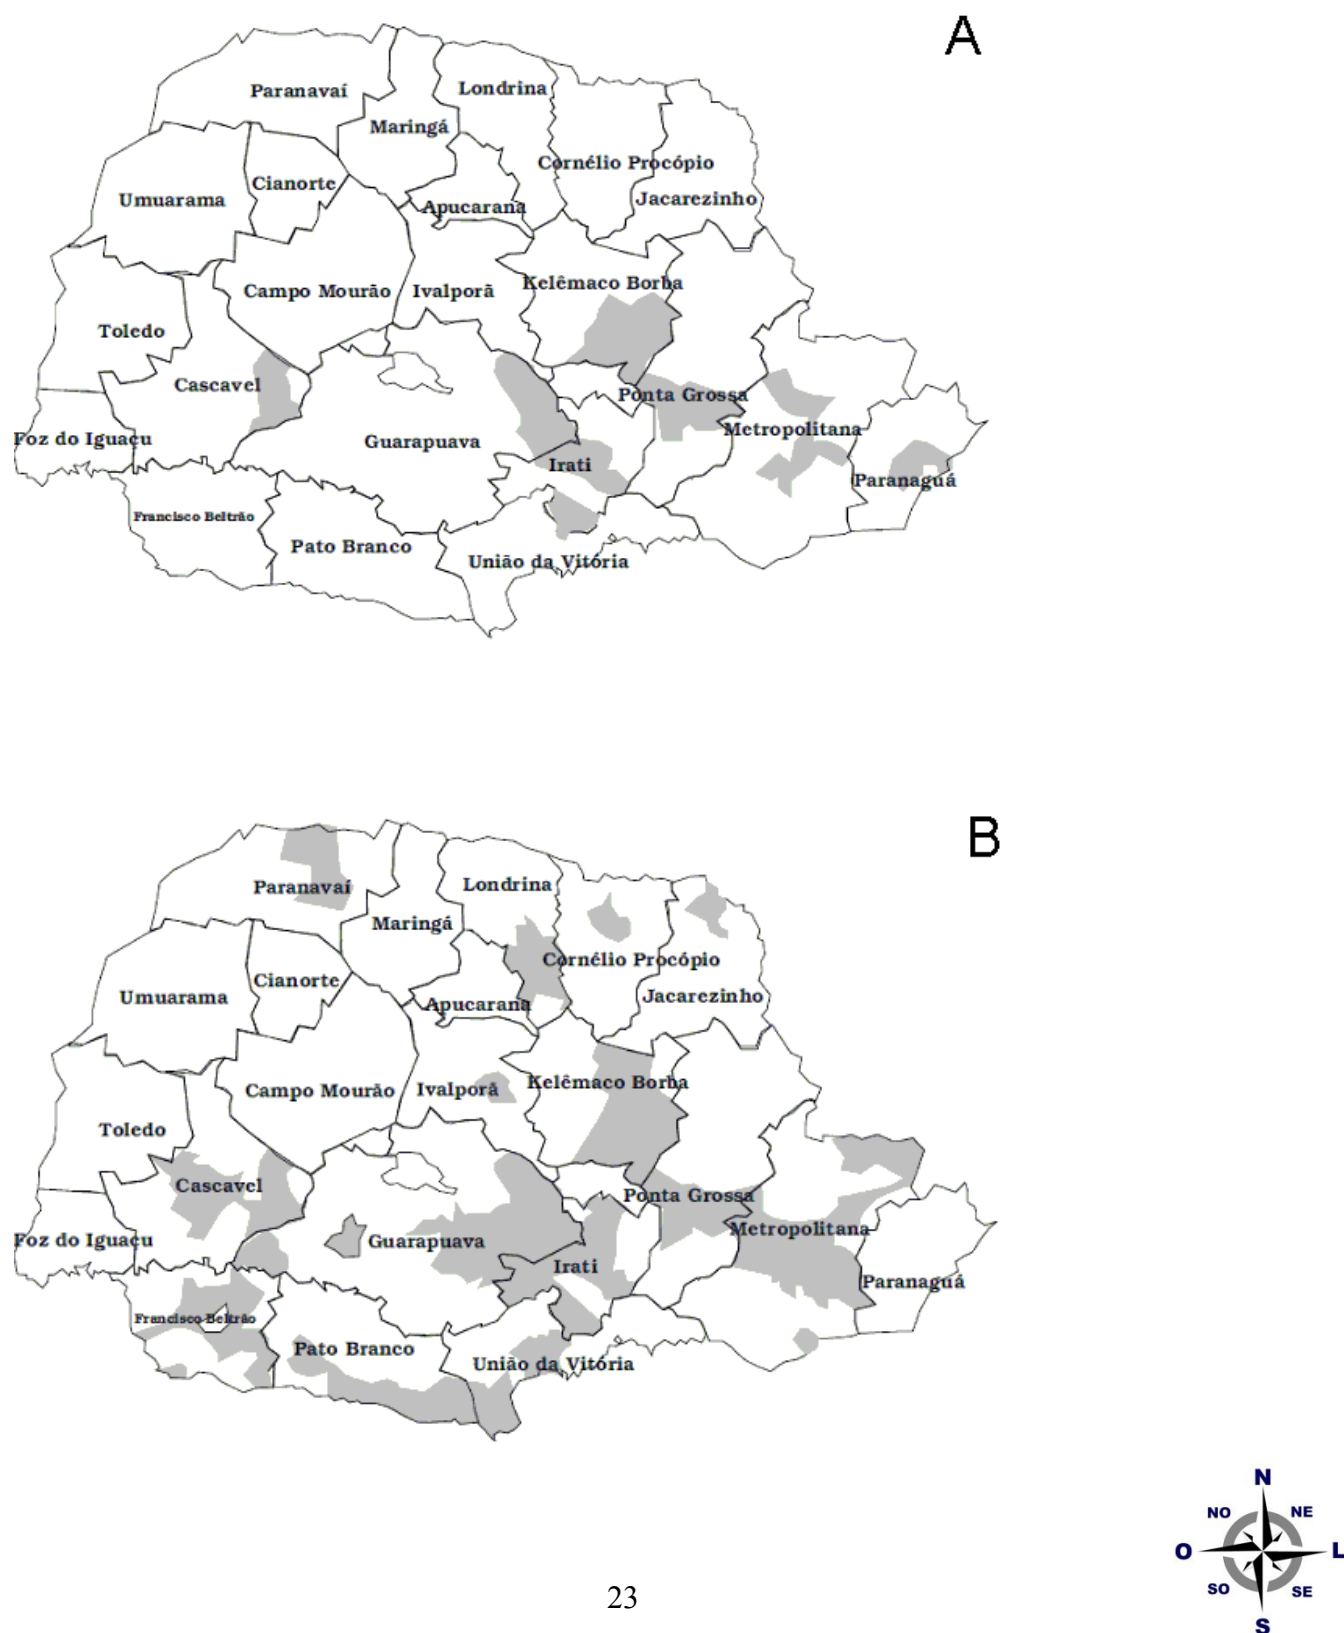 A
Paranavaí
Londrina
Maringá
Cornélio Procópio
Cianorte
Umuarama
Jacarezinho
Apucarana
Kelêmaco Borba
Campo Mourão
Ivalporã
Toledo
Cascavel
Ponta Grossa
Metropolitana
Foz do Iguaçu
Guarapuava
Irati
Paranaguá
Francisco Beltrão
Pato Branco
União da Vitória
B
Londrina
Paranavaí
Maringá
Cornélio Procópio
Cianorte
Umuarama
Jacarezinho
Apucarana
Kelêmaco Borba
Campo Mourão
Ivalporã
Toledo
Cascavel
Ponta Grossa
Metropolitana
Foz do Iguaçu
Guarapuava
Irati
Paranaguá
Francisco Beltrão
Pato Branco
União da Vitória
N
NO
NE
O
L
SO
SE
S
23